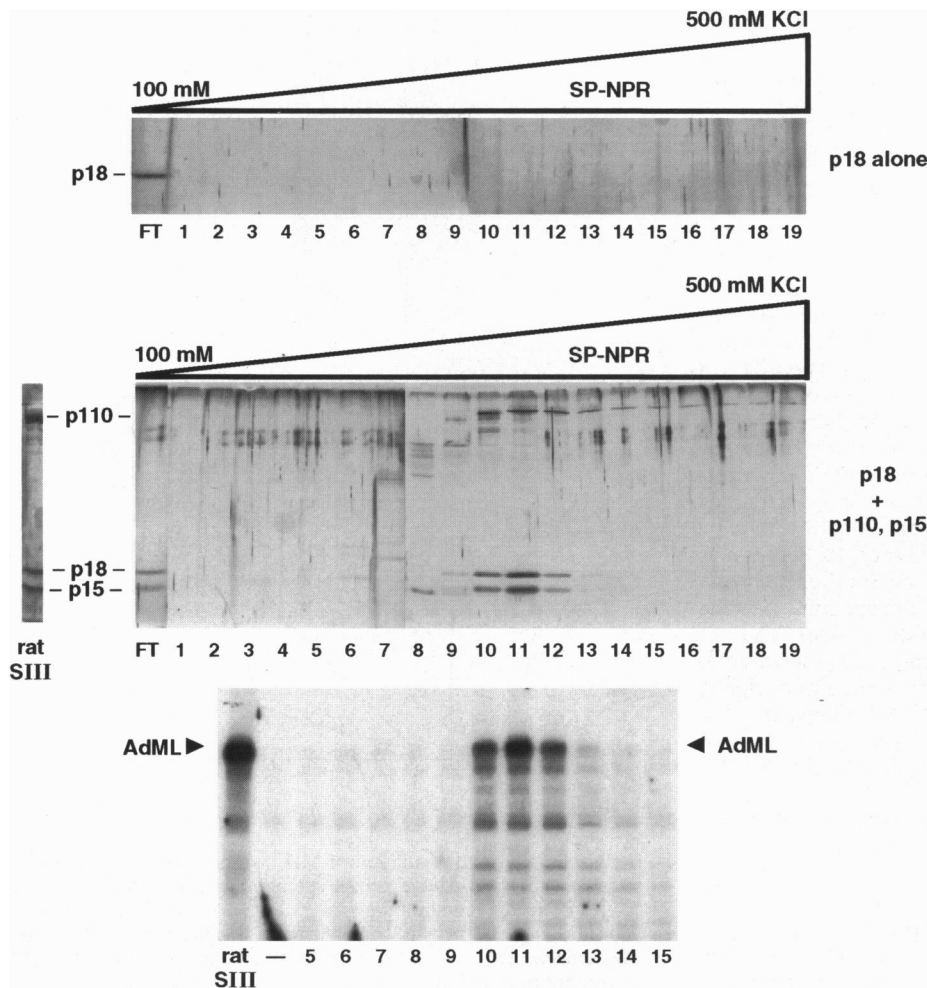 500 mM KCl
100 mM
SP-NPR
p18 –
p18 alone
FT 1 2 3 4 5 6 7 8 9 10 11 12 13 14 15 16 17 18 19
500 mM KCl
100 mM
SP-NPR
– p110 –
p18
+
p110, p15
– p18 –
– p15 –
rat
SIII
FT 1 2 3 4 5 6 7 8 9 10 11 12 13 14 15 16 17 18 19
AdML ▶
◀ AdML
rat
SIII
— 5 6 7 8 9 10 11 12 13 14 15